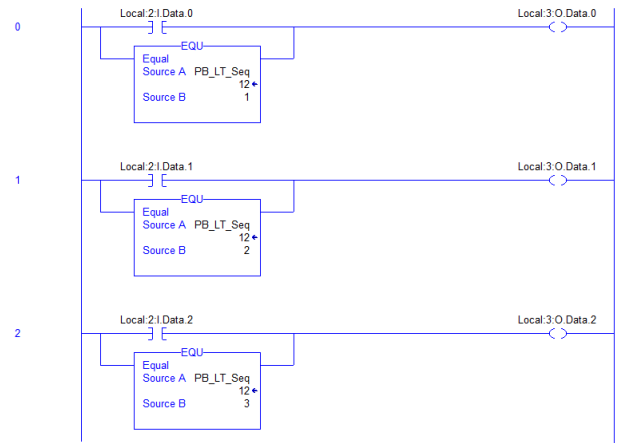 Local:2:I.Data.0 Local:3:O.Data.0
0
EQU
Equal
Source A PB_LT_Seq
12
Source B 1
Local:2:I.Data.1 Local:3:O.Data.1
1
EQU
Equal
Source A PB_LT_Seq
12
Source B 2
Local:2:I.Data.2 Local:3:O.Data.2
2
EQU
Equal
Source A PB_LT_Seq
12
Source B 3